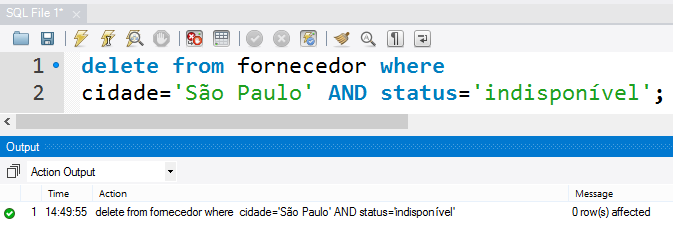 SQL File 1*
1 delete from fornecedor where
2 cidade='São Paulo' AND status='indisponível';
Output
Action Output
Time Action Message
1 14:49:55 delete from fornecedor where cidade='São Paulo' AND status='indisponível' 0 row(s) affected